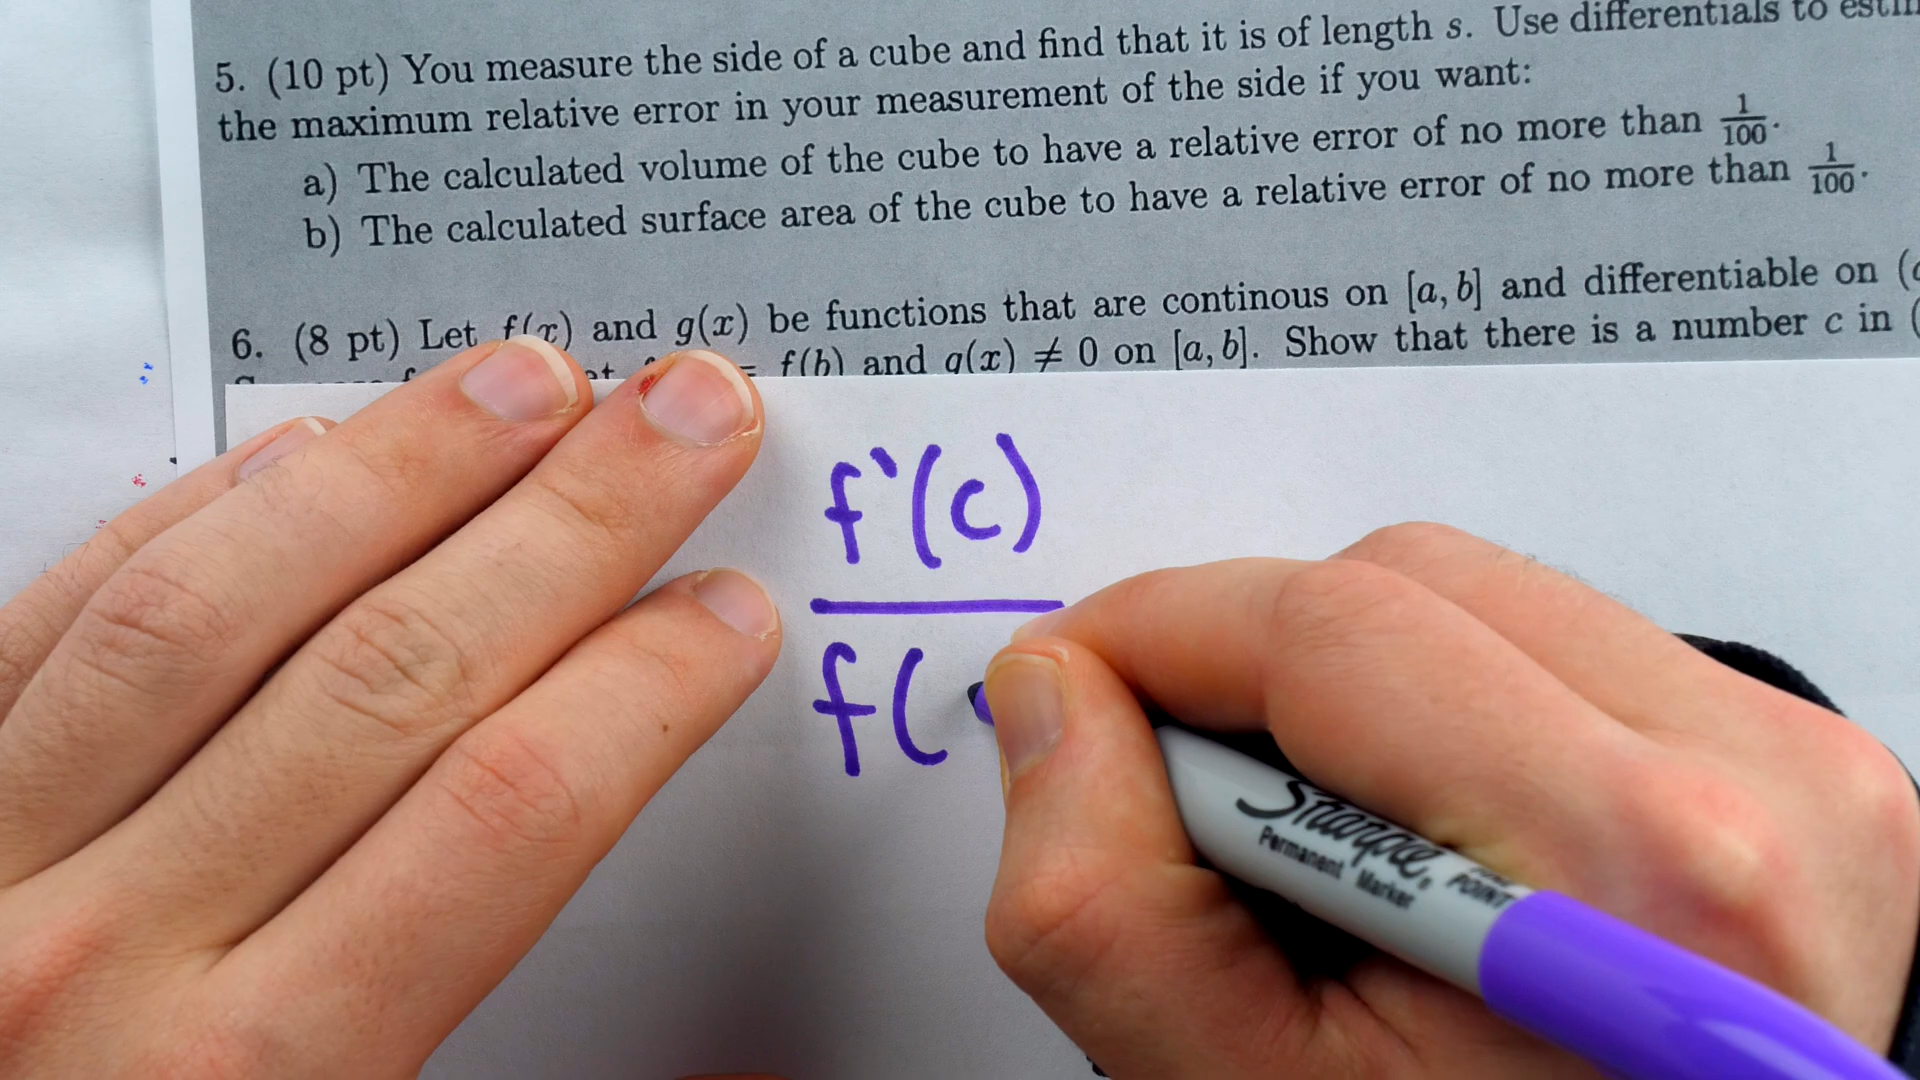 5. (10 pt) You measure the side of a cube and find that it is of length s. Use differentials to
the maximum relative error in your measurement of the side if you want:
a) The calculated volume of the cube to have a relative error of no more than 1/100.
b) The calculated surface area of the cube to have a relative error of no more than 1/100.
6. (8 pt) Let f(x) and g(x) be functions that are continous on [a, b] and differentiable on (
= f(b) and g(x) ≠ 0 on [a, b]. Show that there is a number c in (
f'(c)
f(
Sharpie.
FINE POINT
Permanent Marker